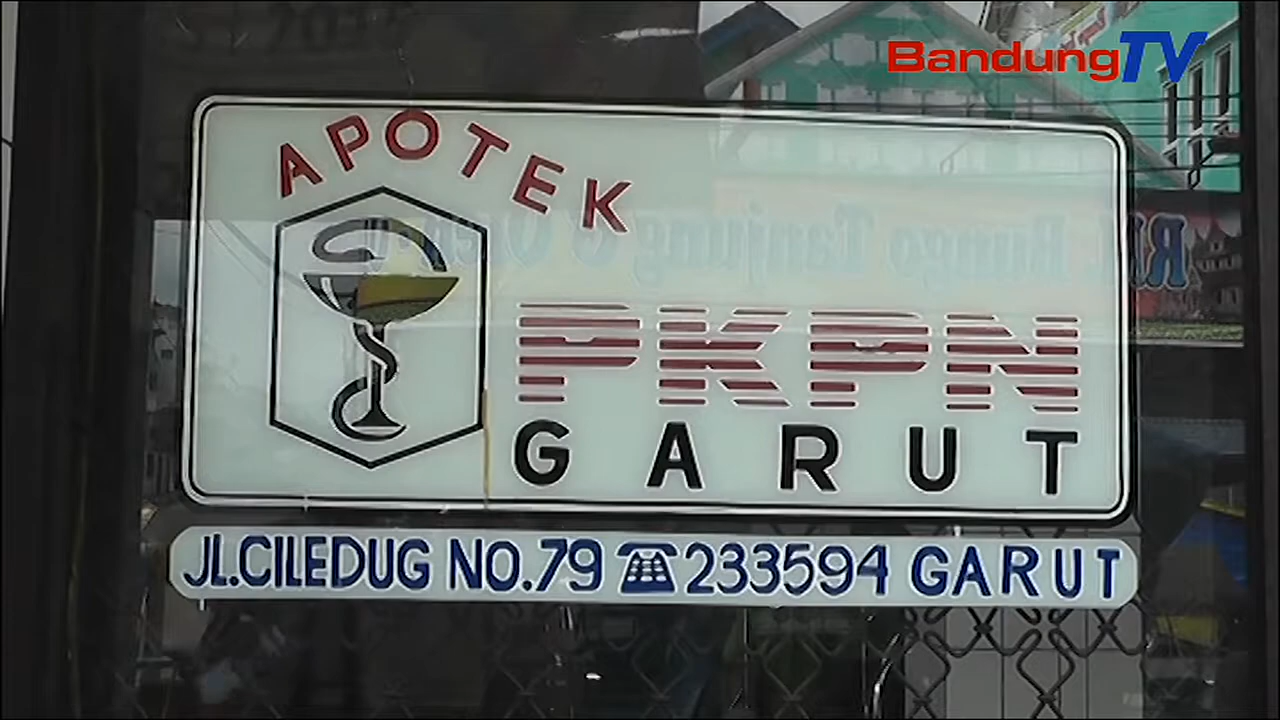 BandungTV
APOTEK
PKPN
GARUT
JL.CILEDUG NO.79 ☎ 233594 GARUT